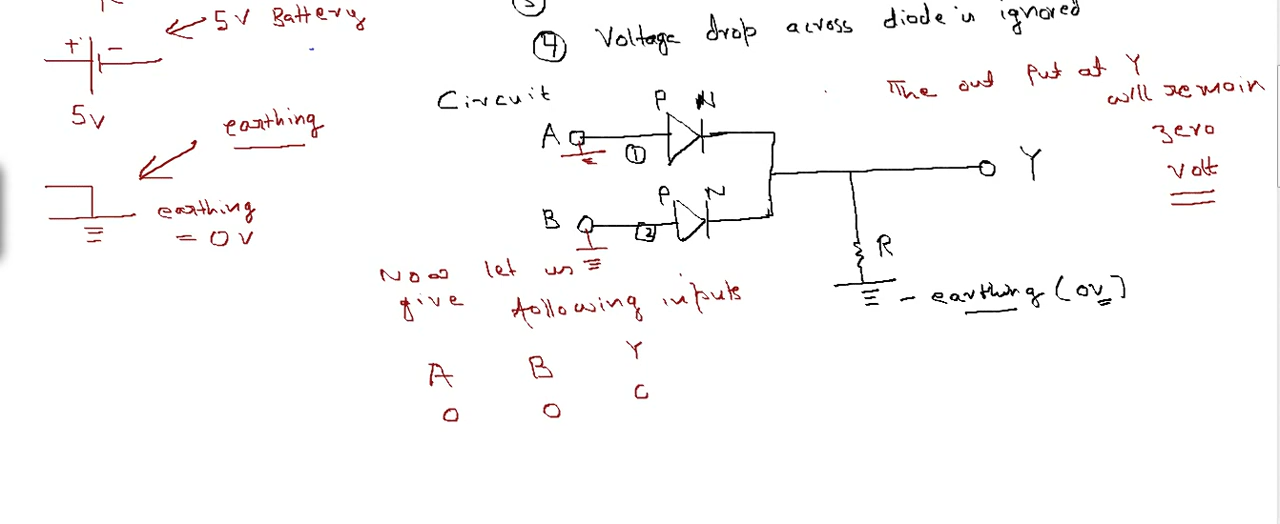 5V Battery
+ -
5V
earthing
earthing
= 0V
④ Voltage drop across diode is ignored
Circuit
P N
A
①
P N
B
2
Y
R
- earthing (0V)
The out put at Y
will remain
zero
volt
Now let us
give following inputs
A B Y
0 0 0